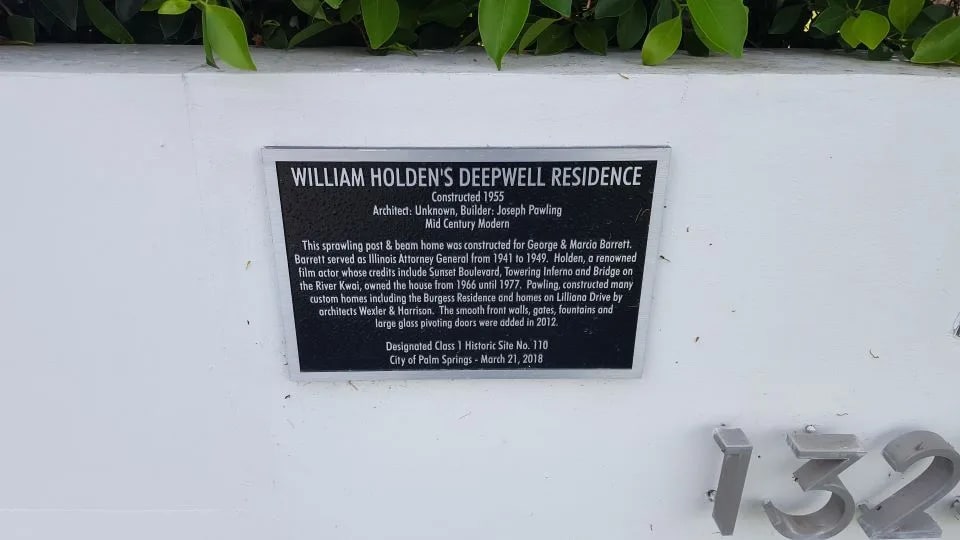 WILLIAM HOLDEN'S DEEPWELL RESIDENCE
Constructed 1955
Architect: Unknown, Builder: Joseph Pawling
Mid Century Modern
This sprawling post & beam home was constructed for George & Marcia Barrett.
Barrett served as Illinois Attorney General from 1941 to 1949. Holden, a renowned
film actor whose credits include Sunset Boulevard, Towering Inferno and Bridge on
the River Kwai, owned the house from 1966 until 1977. Pawling, constructed many
custom homes including the Burgess Residence and homes on Lilliana Drive by
architects Wexler & Harrison. The smooth front walls, gates, fountains and
large glass pivoting doors were added in 2012.
Designated Class 1 Historic Site No. 110
City of Palm Springs - March 21, 2018
132